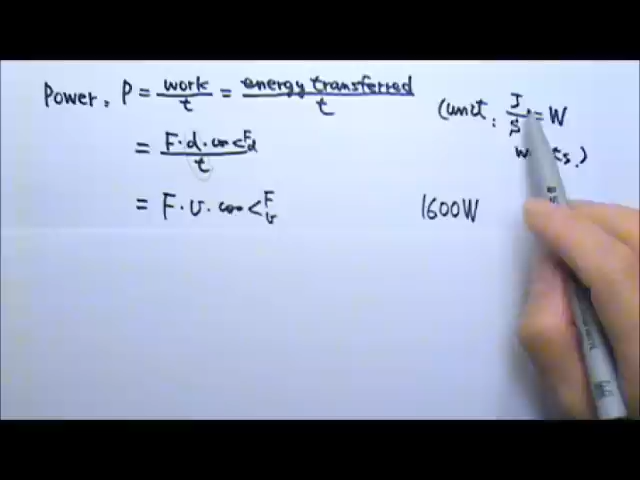 Power, P = work/t = energy transferred/t (unit: J/s = W
= F·d·cos<F d/t
= F·v·cos<F v
1600W